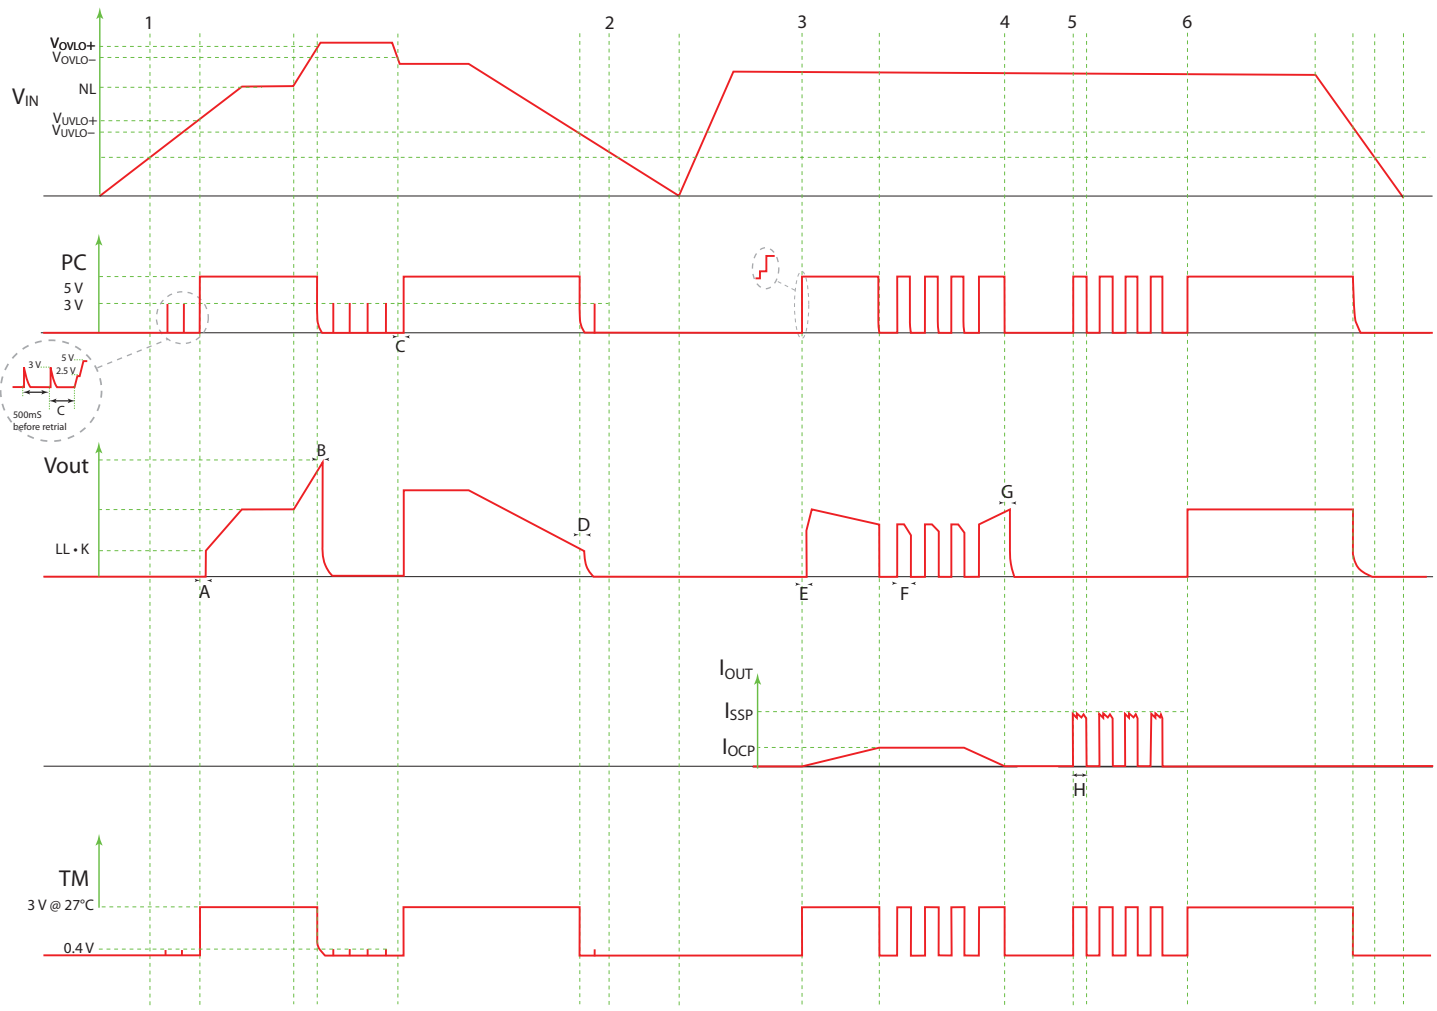 1 2 3 4 5 6
VOVLO+
VOVLO–
NL
VIN
VUVLO+
VUVLO–
PC
5 V
3 V
C
3 V
5 V
2.5 V
C
500mS
before retrial
Vout
B
G
D
LL • K
A
E
F
IOUT
ISSP
IOCP
H
TM
3 V @ 27°C
0.4 V